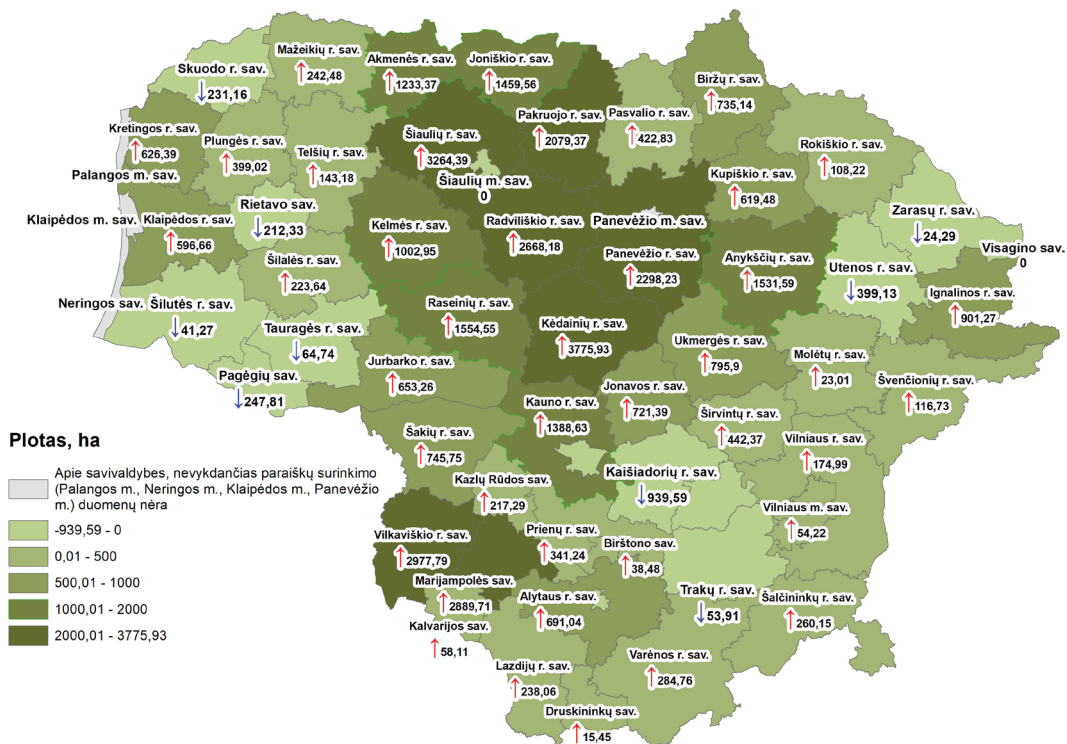 Mažeikių r. sav.
↑242,48
Akmenės r. sav.
↑1233,37
Joniškio r. sav.
↑1459,56
Skuodo r. sav.
↓231,16
Biržų r. sav.
↑735,14
Pakruojo r. sav.
↑2079,37
Pasvalio r. sav.
↑422,83
Kretingos r. sav.
↑626,39
Plungės r. sav.
↑399,02
Telšių r. sav.
↑143,18
Šiaulių r. sav.
↑3264,39
Rokiškio r. sav.
↑108,22
Palangos m. sav.
Šiaulių m. sav.
0
Kupiškio r. sav.
↑619,48
Rietavo sav.
↓212,33
Klaipėdos m. sav.
Klaipėdos r. sav.
↑596,66
Kelmės r. sav.
↑1002,95
Radviliškio r. sav.
↑2668,18
Panevėžio m. sav.
Zarasų r. sav.
↓24,29
Visagino sav.
0
Panevėžio r. sav.
↑2298,23
Anykščių r. sav.
↑1531,59
Utenos r. sav.
↓399,13
Šilalės r. sav.
↑223,64
Ignalinos r. sav.
↑901,27
Neringos sav.
Šilutės r. sav.
↓41,27
Raseinių r. sav.
↑1554,55
Tauragės r. sav.
↓64,74
Kėdainių r. sav.
↑3775,93
Ukmergės r. sav.
↑795,9
Molėtų r. sav.
↑23,01
Jurbarko r. sav.
↑653,26
Pagėgių sav.
↓247,81
Švenčionių r. sav.
↑116,73
Jonavos r. sav.
↑721,39
Kauno r. sav.
↑1388,63
Širvintų r. sav.
↑442,37
Šakių r. sav.
↑745,75
Vilniaus r. sav.
↑174,99
Kaišiadorių r. sav.
↓939,59
Kazlų Rūdos sav.
↑217,29
Vilniaus m. sav.
↑54,22
Vilkaviškio r. sav.
↑2977,79
Prienų r. sav.
↑341,24
Birštono sav.
↑38,48
Marijampolės sav.
↑2889,71
Alytaus r. sav.
↑691,04
Trakų r. sav.
↓53,91
Šalčininkų r. sav.
↑260,15
Kalvarijos sav.
↑58,11
Varėnos r. sav.
↑284,76
Lazdijų r. sav.
↑238,06
Druskininkų sav.
↑15,45
Plotas, ha
Apie savivaldybes, nevykdančias paraiškų surinkimo
(Palangos m., Neringos m., Klaipėdos m., Panevėžio
m.) duomenų nėra
-939,59 - 0
0,01 - 500
500,01 - 1000
1000,01 - 2000
2000,01 - 3775,93